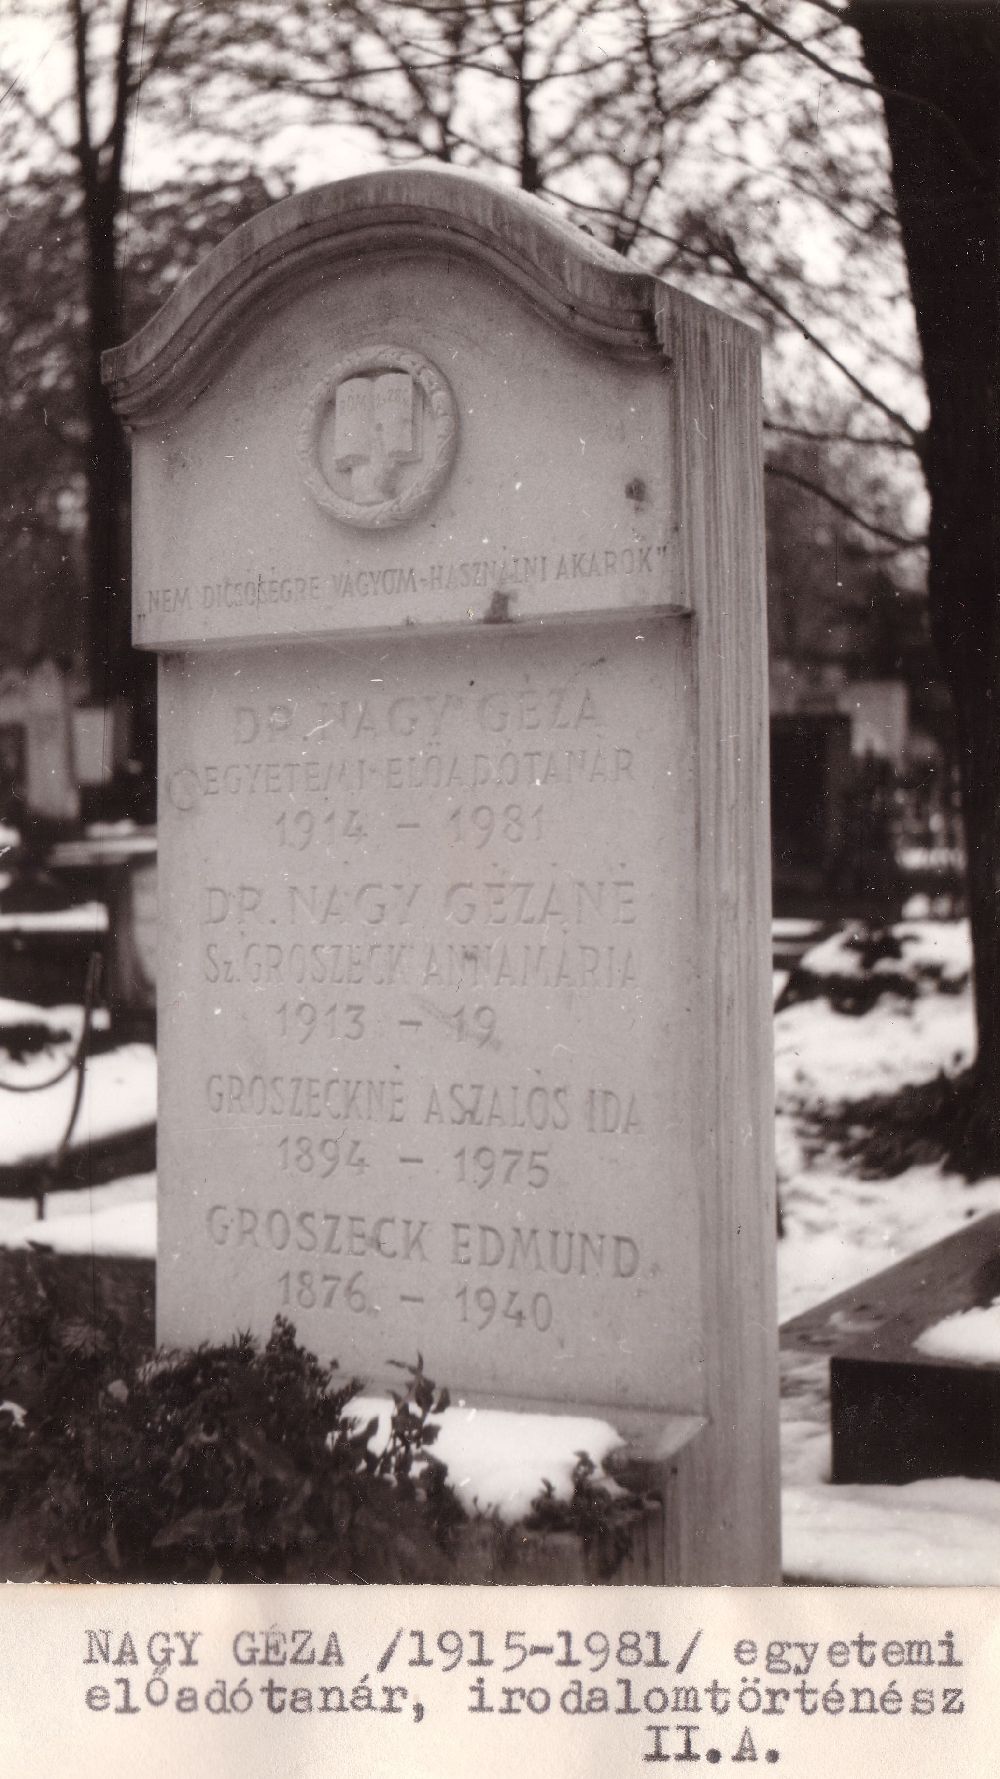 „NEM DICSŐSÉGRE VÁGYOM-HASZNÁLNI AKAROK"
DR. NAGY GÉZA
EGYETEMI ELŐADÓTANÁR
1914 – 1981
DR. NAGY GÉZÁNÉ
SZ. GROSZECK ANNAMÁRIA
1913 – 19
GROSZECKNÉ ASZALÓS IDA
1894 – 1975
GROSZECK EDMUND
1876 – 1940
NAGY GÉZA /1915-1981/ egyetemi
előadótanár, irodalomtörténész
II.A.